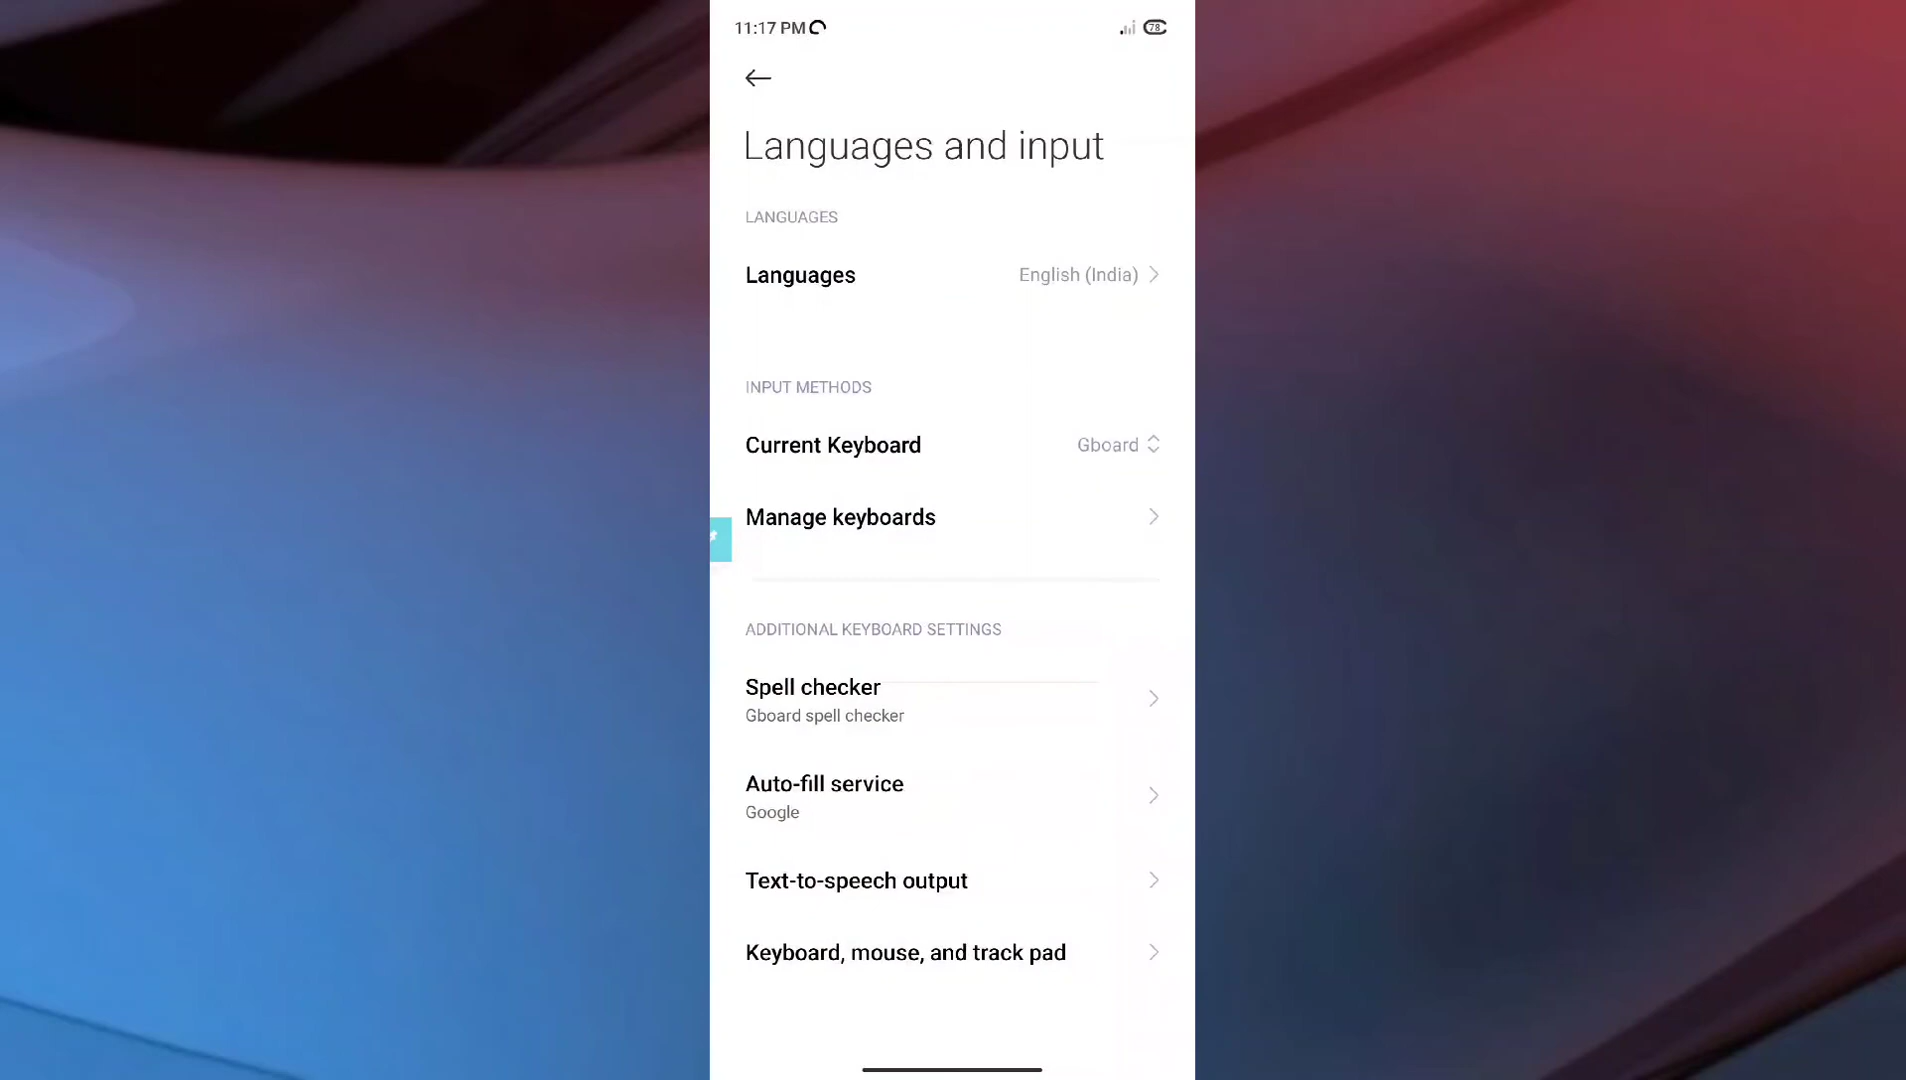 11:17 PM 78
Languages and input
LANGUAGES
Languages English (India)
INPUT METHODS
Current Keyboard Gboard
Manage keyboards
ADDITIONAL KEYBOARD SETTINGS
Spell checker
Gboard spell checker
Auto-fill service
Google
Text-to-speech output
Keyboard, mouse, and track pad